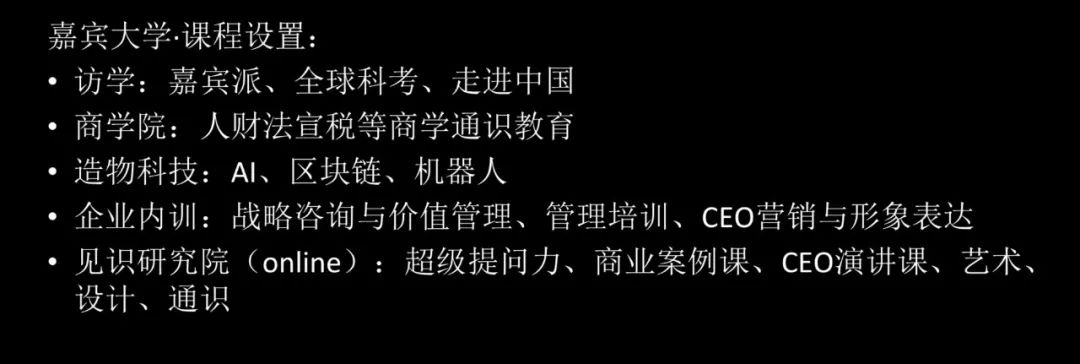 嘉宾大学·课程设置：
• 访学：嘉宾派、全球科考、走进中国
• 商学院：人财法宣税等商学通识教育
• 造物科技：AI、区块链、机器人
• 企业内训：战略咨询与价值管理、管理培训、CEO营销与形象表达
• 见识研究院（online）：超级提问力、商业案例课、CEO演讲课、艺术、
设计、通识